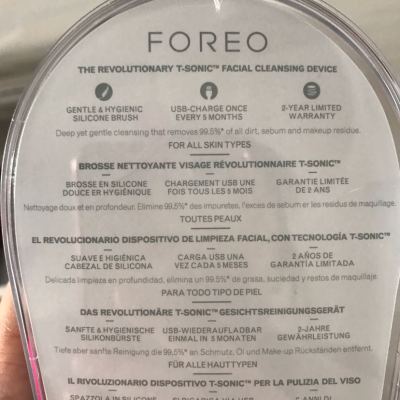 FOREO
THE REVOLUTIONARY T-SONIC™ FACIAL CLEANSING DEVICE
GENTLE & HYGIENIC SILICONE BRUSH
USB-CHARGE ONCE EVERY 5 MONTHS
2-YEAR LIMITED WARRANTY
Deep yet gentle cleansing that removes 99.5%* of all dirt, sebum and makeup residue.
FOR ALL SKIN TYPES
BROSSE NETTOYANTE VISAGE RÉVOLUTIONNAIRE T-SONIC™
BROSSE EN SILICONE DOUCE ET HYGIÉNIQUE
CHARGEMENT USB UNE FOIS TOUS LES 5 MOIS
GARANTIE LIMITÉE DE 2 ANS
Nettoyage doux et en profondeur. Elimine 99.5%* des impuretés, l'exces de sebum et les residus de maquillage.
TOUTES PEAUX
EL REVOLUCIONARIO DISPOSITIVO DE LIMPIEZA FACIAL, CON TECNOLOGÍA T-SONIC™
SUAVE E HIGIÉNICA CABEZAL DE SILICONA
CARGA USB UNA VEZ CADA 5 MESES
2 AÑOS DE GARANTÍA LIMITADA
Delicada limpieza en profundidad, elimina un 99.5%* de grasa, suciedad y restos de maquillaje.
PARA TODO TIPO DE PIEL
DAS REVOLUTIONÄRE T-SONIC™ GESICHTSREINIGUNGSGERÄT
SANFTE & HYGIENISCHE SILIKONBÜRSTE
USB-WIEDERAUFLADBAR EINMAL IN 5 MONATEN
2-JAHRE GEWÄHRLEISTUNG
Tiefe aber sanfte Reinigung die 99,5%* an Schmutz, Öl und Make-up Rückständen entfernt.
FÜR ALLE HAUTTYPEN
IL RIVOLUZIONARIO DISPOSITIVO T-SONIC™ PER LA PULIZIA DEL VISO
SPAZZOLA IN SILICONE